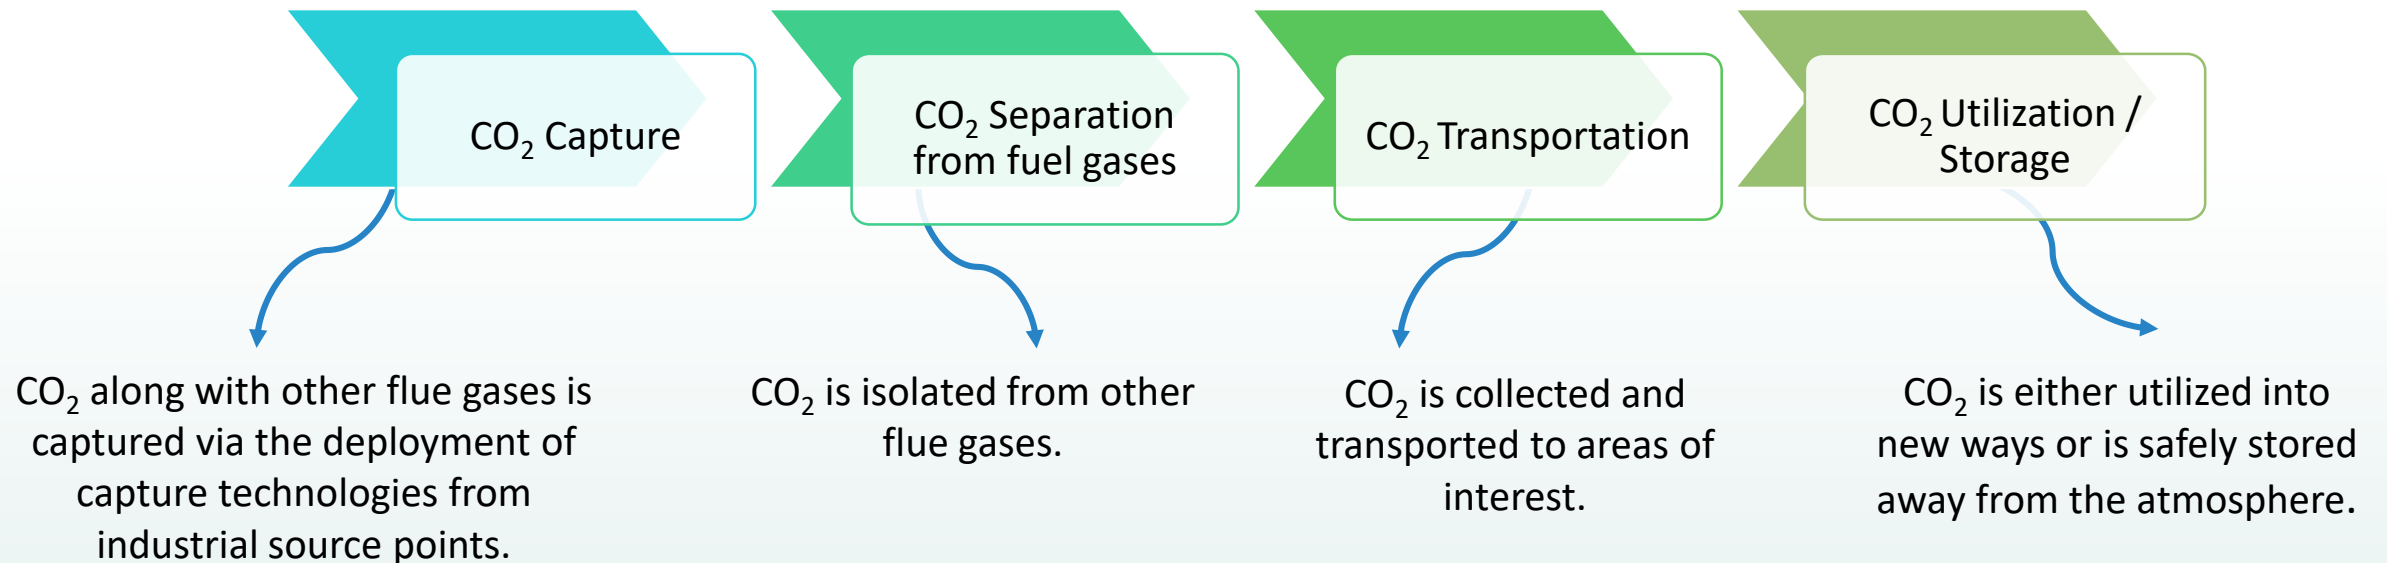 CO₂ Capture
CO₂ Separation
from fuel gases
CO₂ Transportation
CO₂ Utilization /
Storage
CO₂ along with other flue gases is
captured via the deployment of
capture technologies from
industrial source points.
CO₂ is isolated from other
flue gases.
CO₂ is collected and
transported to areas of
interest.
CO₂ is either utilized into
new ways or is safely stored
away from the atmosphere.